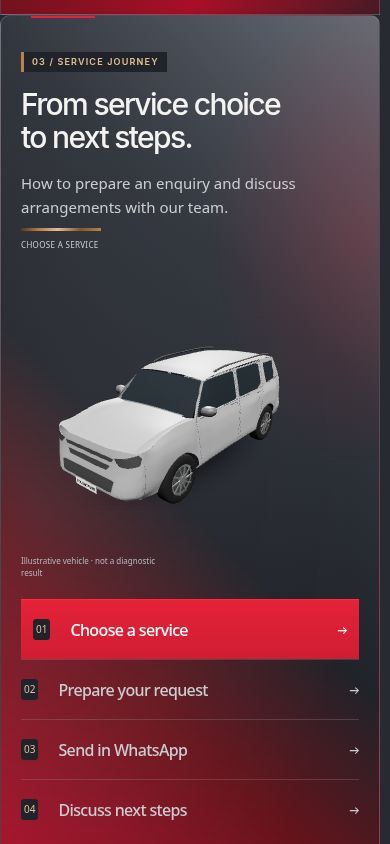 03 / SERVICE JOURNEY
From service choice
to next steps.
How to prepare an enquiry and discuss
arrangements with our team.
CHOOSE A SERVICE
Illustrative vehicle · not a diagnostic
result
01 Choose a service →
02 Prepare your request →
03 Send in WhatsApp →
04 Discuss next steps →